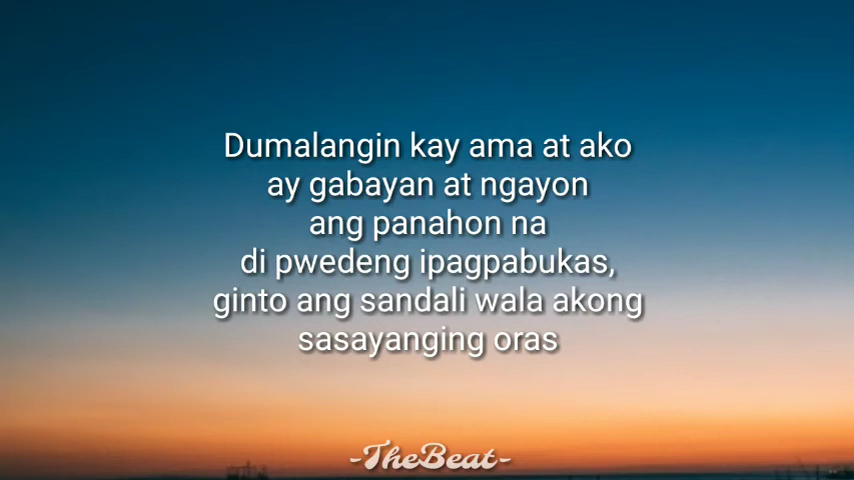 Dumalangin kay ama at ako
ay gabayan at ngayon
ang panahon na
di pwedeng ipagpabukas,
ginto ang sandali wala akong
sasayanging oras
-TheBeat-